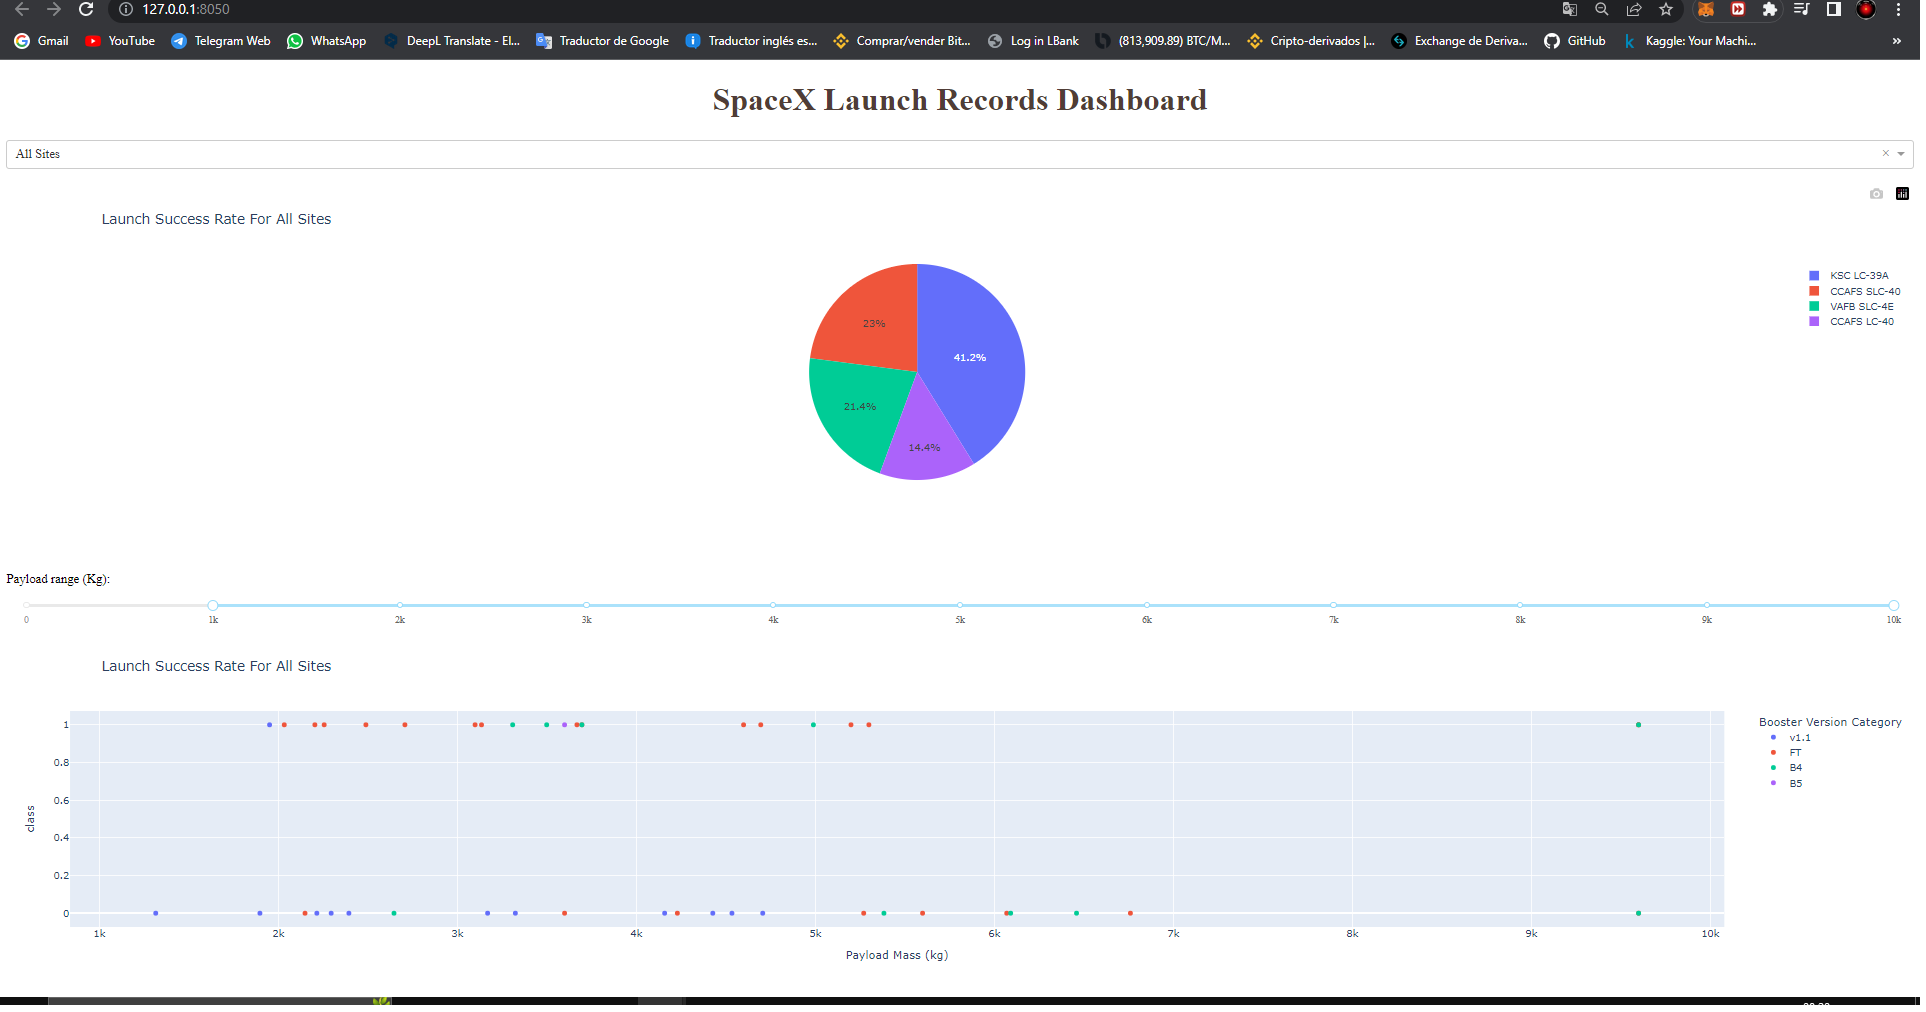 127.0.0.1:8050
Gmail YouTube Telegram Web WhatsApp DeepL Translate - El... Traductor de Google Traductor inglés es... Comprar/vender Bit... Log in LBank (813,909.89) BTC/M... Cripto-derivados |... Exchange de Deriva... GitHub Kaggle: Your Machi... »
SpaceX Launch Records Dashboard
All Sites
Launch Success Rate For All Sites
KSC LC-39A
CCAFS SLC-40
VAFB SLC-4E
CCAFS LC-40
23%
41.2%
21.4%
14.4%
Payload range (Kg):
0 1k 2k 3k 4k 5k 6k 7k 8k 9k 10k
Launch Success Rate For All Sites
Booster Version Category
v1.1
FT
B4
B5
class
1
0.8
0.6
0.4
0.2
0
1k 2k 3k 4k 5k 6k 7k 8k 9k 10k
Payload Mass (kg)